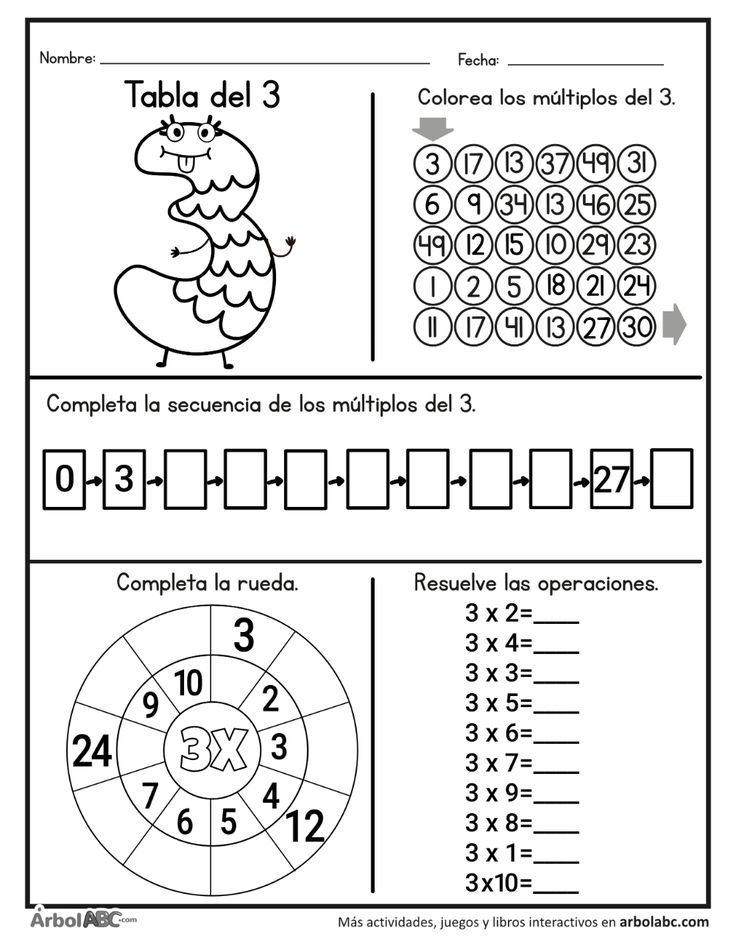 Nombre: Fecha:
Tabla del 3
Colorea los múltiplos del 3.
3 17 13 37 49 31
6 9 34 13 46 25
49 12 15 10 29 23
1 2 5 18 21 24
11 17 41 13 27 30
Completa la secuencia de los múltiplos del 3.
0 3 27
Completa la rueda.
3
10
2
9
24
3X
3
7
4
6
5
12
Resuelve las operaciones.
3 x 2=____
3 x 4=____
3 x 3=____
3 x 5=____
3 x 6=____
3 x 7=____
3 x 9=____
3 x 8=____
3 x 1=____
3x10=____
ÁrbolABC.com
Más actividades, juegos y libros interactivos en arbolabc.com